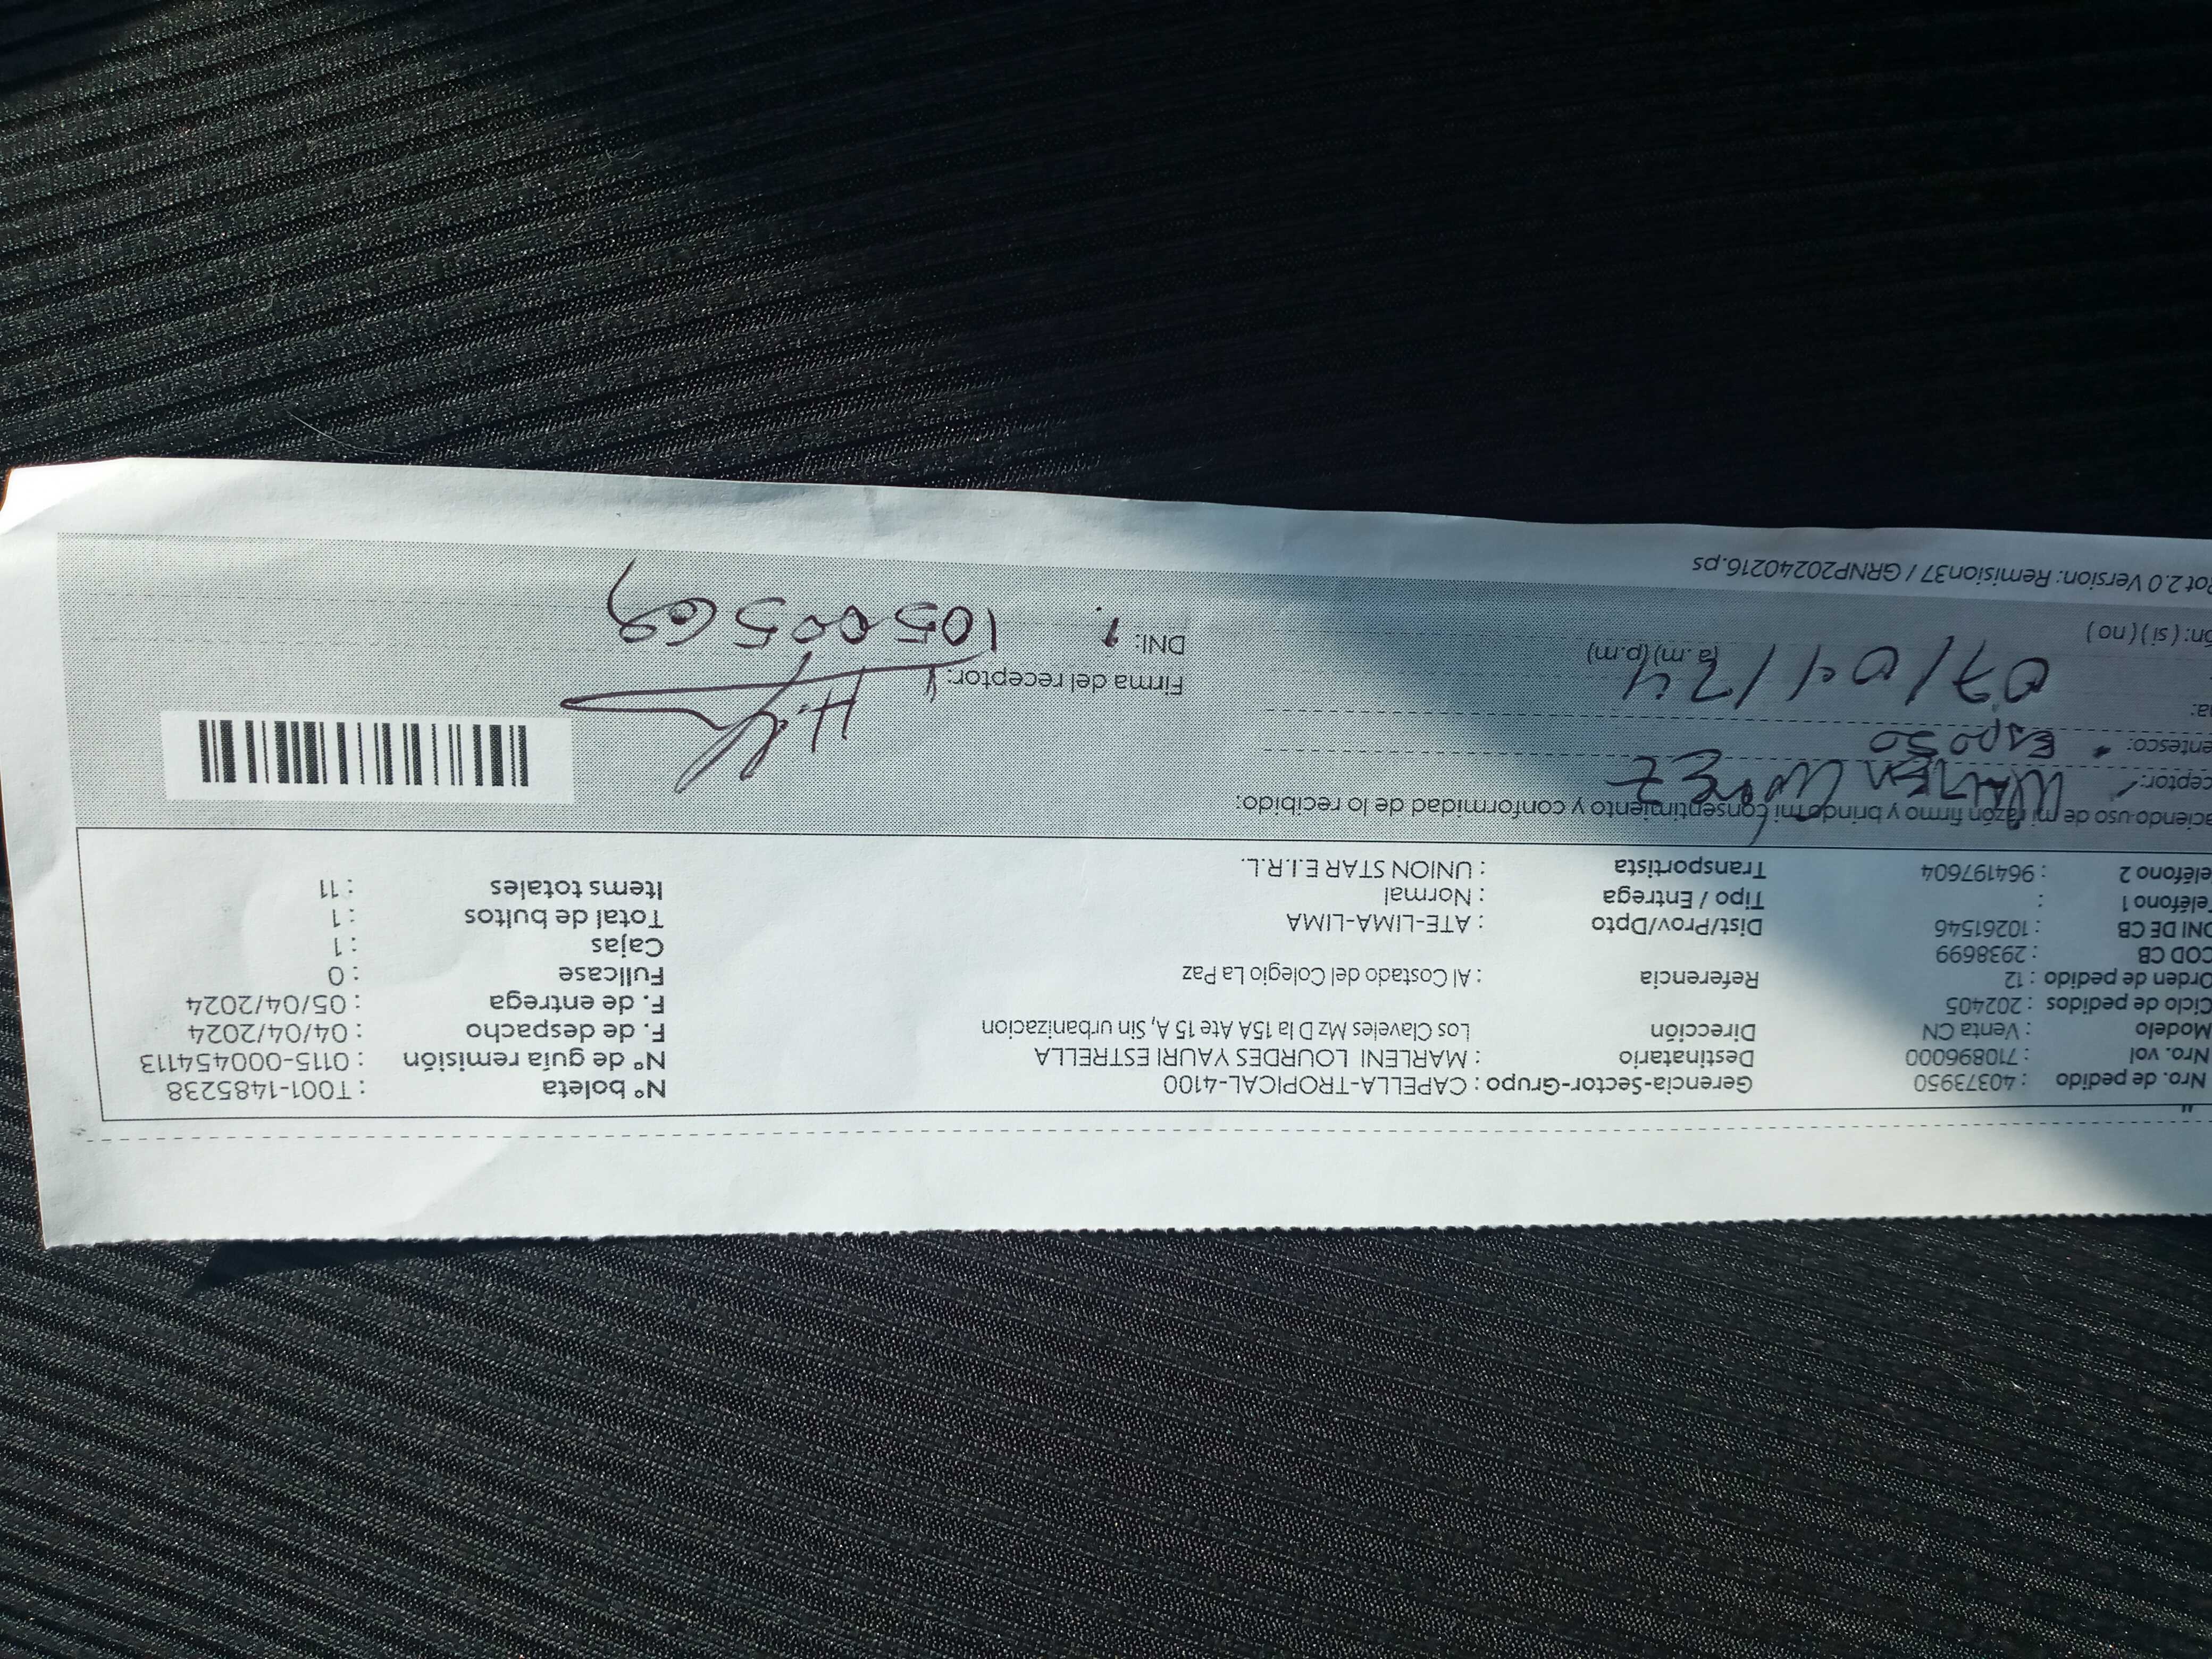 Nro. de pedido : 40373950 Gerencia-Sector-Grupo : CAPELLA-TROPICAL-4100 Nº boleta : T001-1485238
Nro. vol : 710896000 Destinatario : MARLENI LOURDES YAURI ESTRELLA Nº de guía remisión : 0115-000454113
Modelo : Venta CN Dirección Los Claveles Mz D la 15A Ate 15 A, Sin urbanizacion F. de despacho : 04/04/2024
Ciclo de pedidos : 202405 F. de entrega : 05/04/2024
Orden de pedido : 12 Referencia : Al Costado del Colegio La Paz Fullcase : 0
COD CB : 2938699 Cajas : 1
DNI DE CB : 10261546 Dist/Prov/Dpto : ATE-LIMA-LIMA Total de bultos : 1
eléfono 1 : Tipo / Entrega : Normal Items totales : 11
eléfono 2 : 964197604 Transportista : UNION STAR E.I.R.L.
aciendo uso de mi razón firmo y brindo mi consentimiento y conformidad de lo recibido:
ceptor: WALTER
entesco: Esposo
Firma del receptor:
a: 07/04/24 (a.m)(p.m)
DNI: 10500569
ón: ( si ) ( no )
Pot 2.0 Version: Remision37 / GRNP20240216.ps